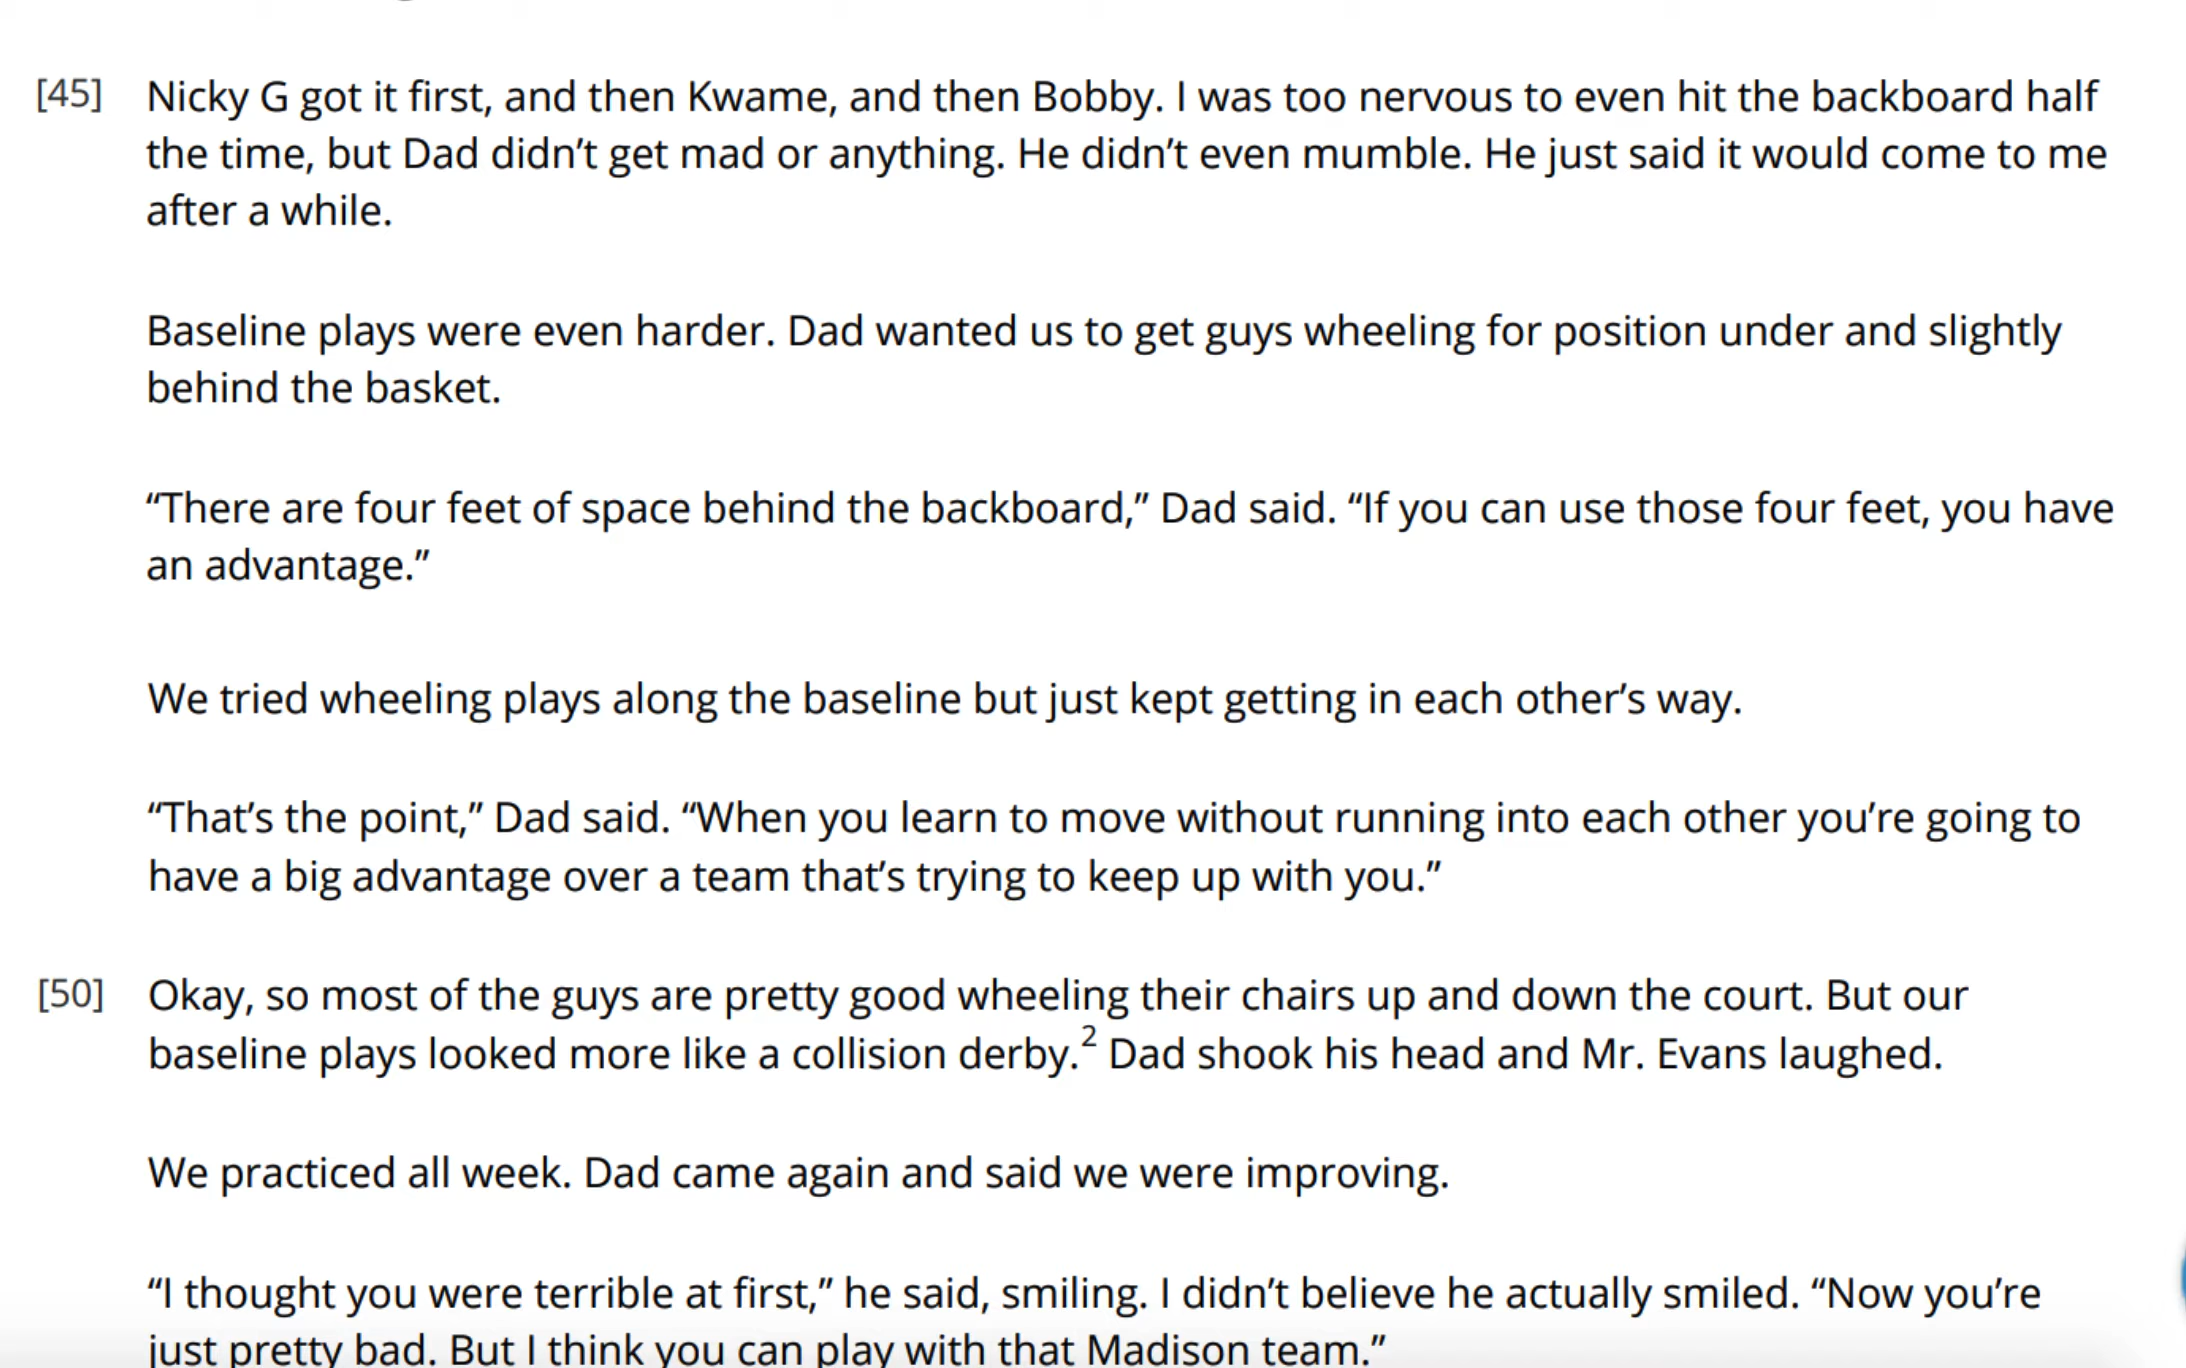 [45] Nicky G got it first, and then Kwame, and then Bobby. I was too nervous to even hit the backboard half
the time, but Dad didn’t get mad or anything. He didn’t even mumble. He just said it would come to me
after a while.
Baseline plays were even harder. Dad wanted us to get guys wheeling for position under and slightly
behind the basket.
“There are four feet of space behind the backboard,” Dad said. “If you can use those four feet, you have
an advantage.”
We tried wheeling plays along the baseline but just kept getting in each other’s way.
“That’s the point,” Dad said. “When you learn to move without running into each other you’re going to
have a big advantage over a team that’s trying to keep up with you.”
[50] Okay, so most of the guys are pretty good wheeling their chairs up and down the court. But our
baseline plays looked more like a collision derby.² Dad shook his head and Mr. Evans laughed.
We practiced all week. Dad came again and said we were improving.
“I thought you were terrible at first,” he said, smiling. I didn’t believe he actually smiled. “Now you’re
just pretty bad. But I think you can play with that Madison team.”